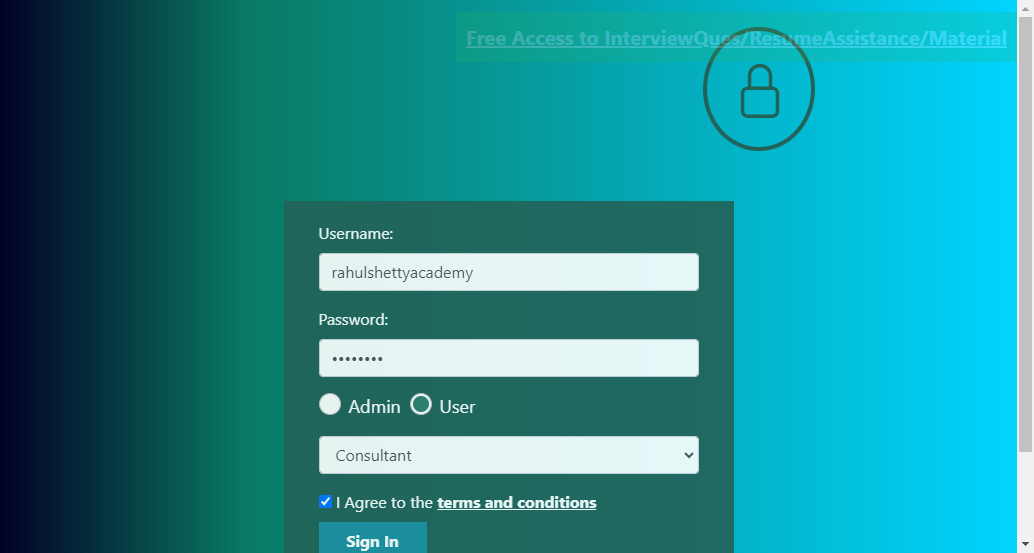 Free Access to InterviewQues/ResumeAssistance/Material
Username:
rahulshettyacademy
Password:
••••••••
Admin User
Consultant
I Agree to the terms and conditions
Sign In